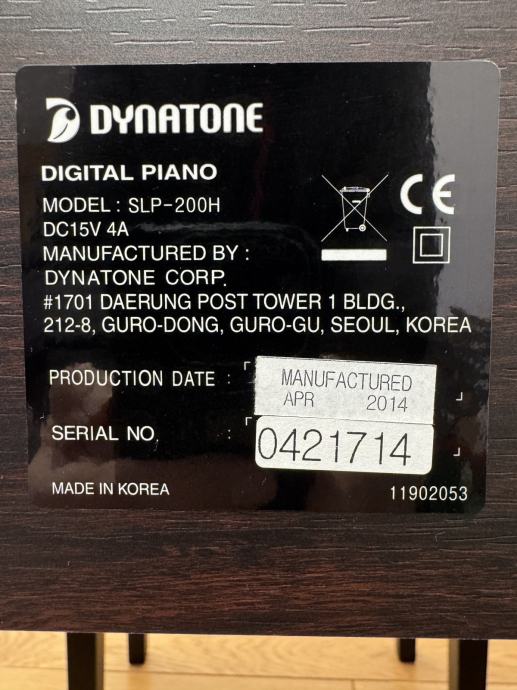 DYNATONE
DIGITAL PIANO
MODEL : SLP-200H
DC15V 4A
MANUFACTURED BY :
DYNATONE CORP.
#1701 DAERUNG POST TOWER 1 BLDG.,
212-8, GURO-DONG, GURO-GU, SEOUL, KOREA
CE
PRODUCTION DATE : 「MANUFACTURED
APR 2014」
SERIAL NO. : 「0421714」
MADE IN KOREA 11902053